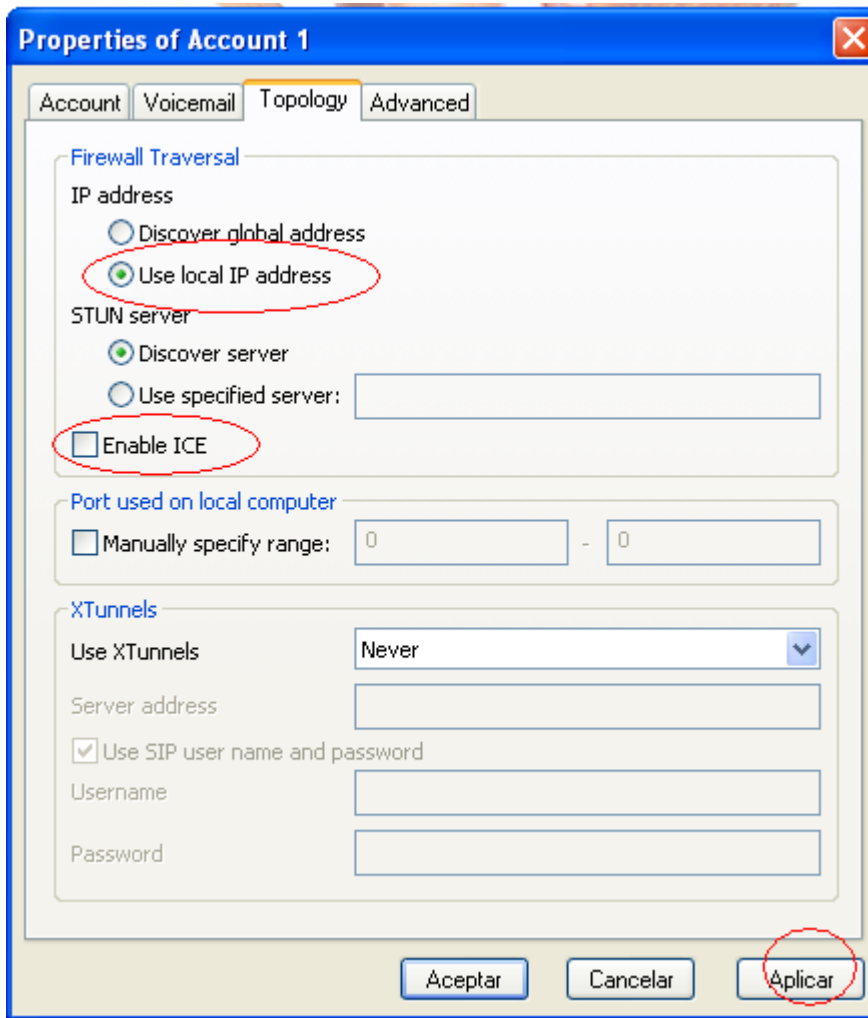 Properties of Account 1
Account Voicemail Topology Advanced
Firewall Traversal
IP address
Discover global address
Use local IP address
STUN server
Discover server
Use specified server:
Enable ICE
Port used on local computer
Manually specify range: 0 - 0
XTunnels
Use XTunnels Never
Server address
Use SIP user name and password
Username
Password
Aceptar Cancelar Aplicar